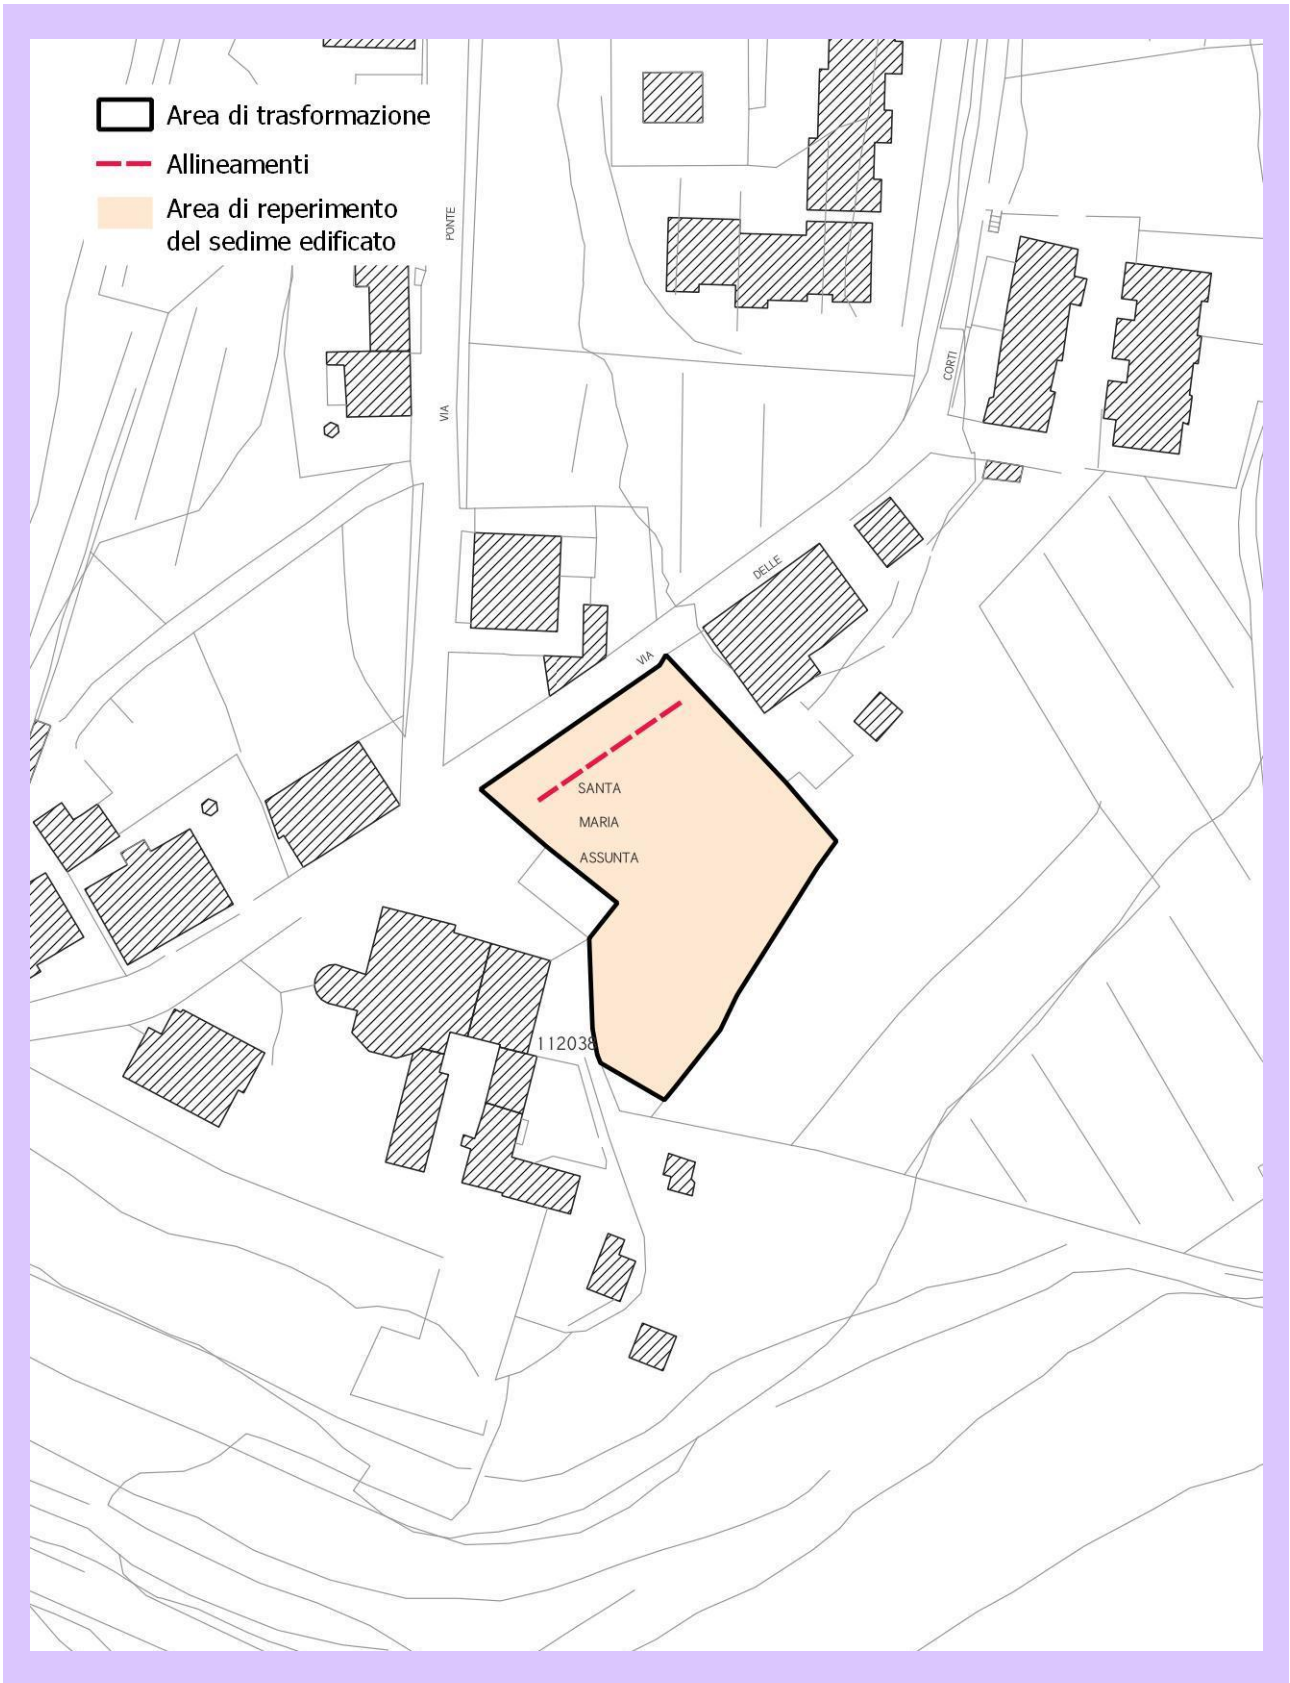 Area di trasformazione
Allineamenti
Area di reperimento
del sedime edificato
PONTE
VIA
CORTI
DELLE
VIA
SANTA
MARIA
ASSUNTA
112038